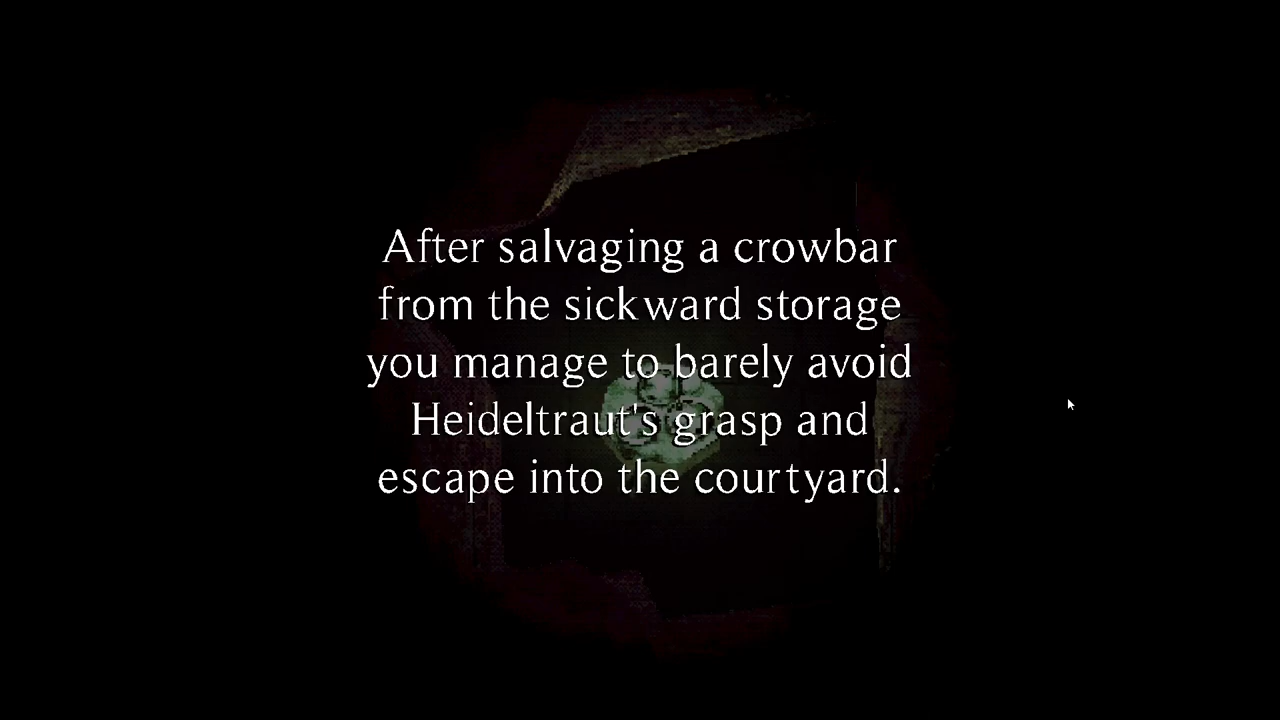 After salvaging a crowbar
from the sickward storage
you manage to barely avoid
Heideltraut's grasp and
escape into the courtyard.